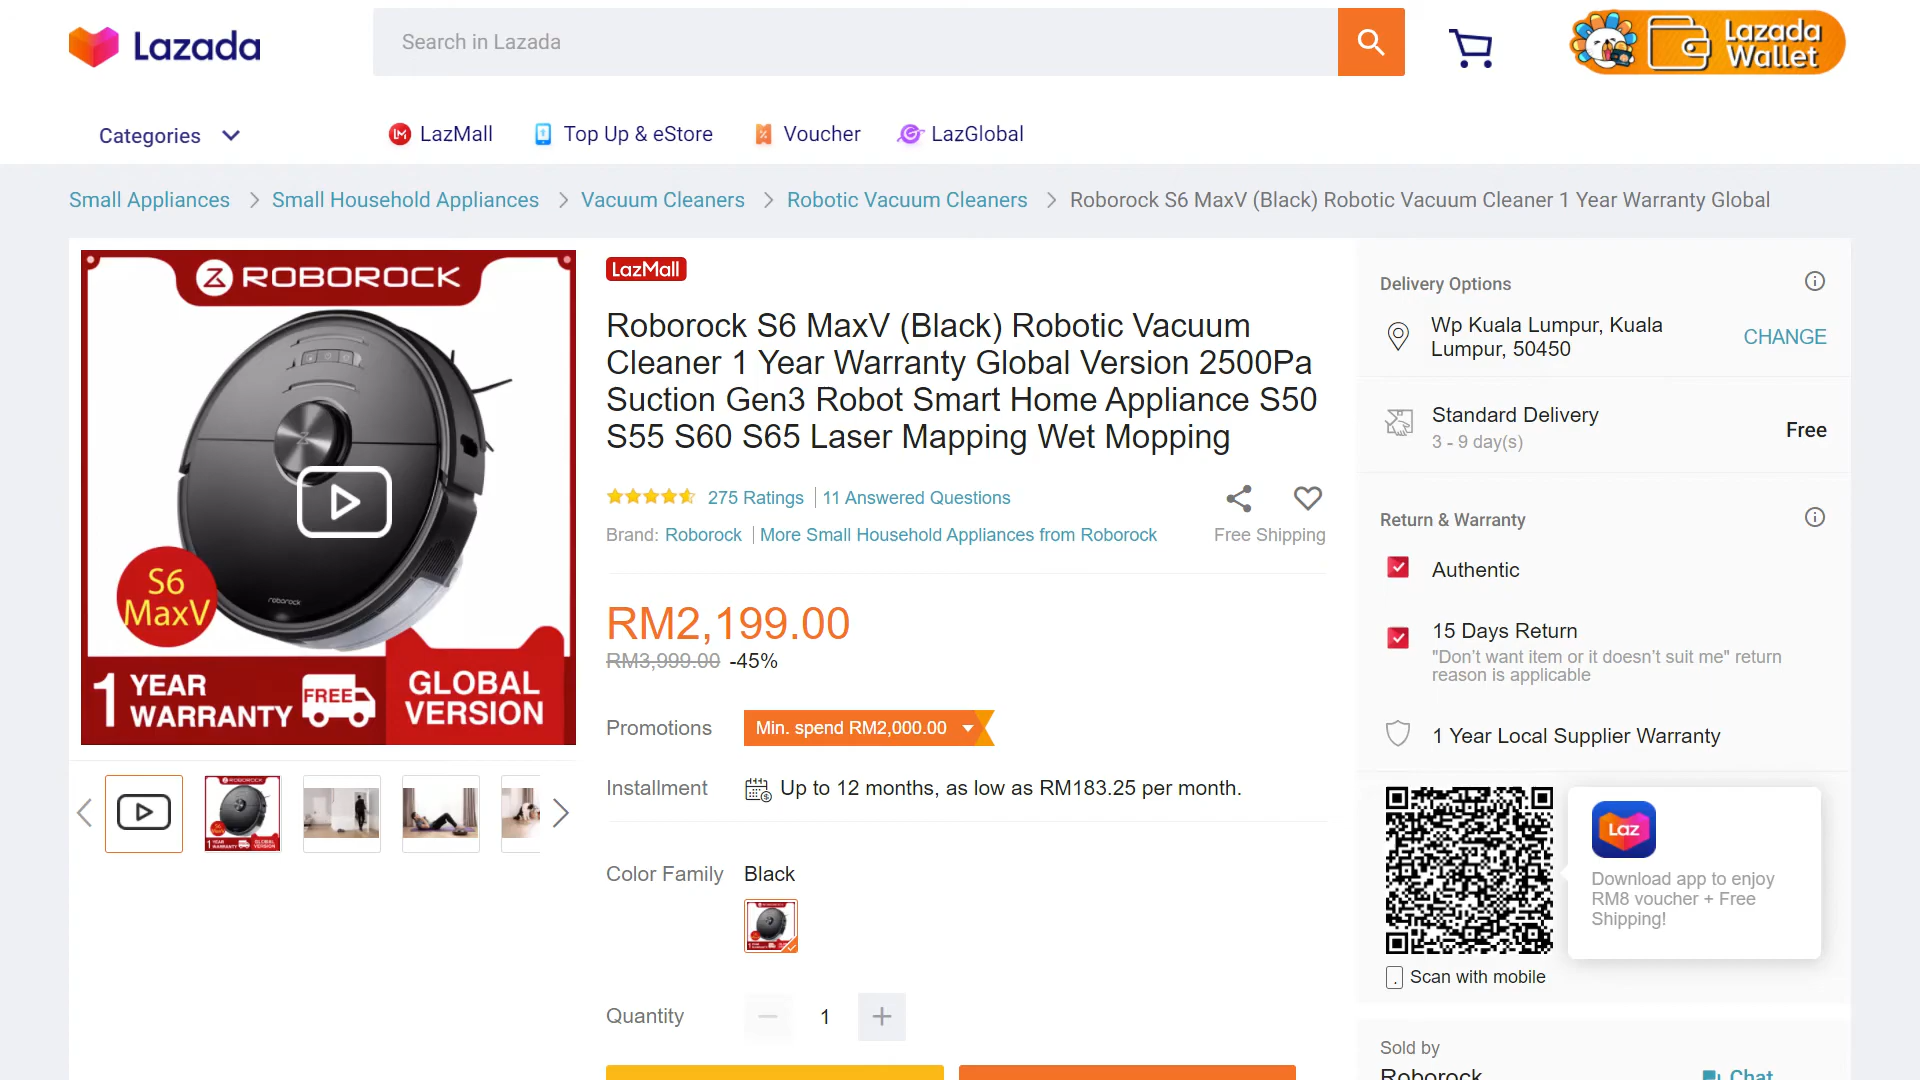 Lazada
Search in Lazada
Lazada
Wallet
Categories
LazMall
Top Up & eStore
Voucher
LazGlobal
Small Appliances
Small Household Appliances
Vacuum Cleaners
Robotic Vacuum Cleaners
Roborock S6 MaxV (Black) Robotic Vacuum Cleaner 1 Year Warranty Global
ROBOROCK
roborock
S6
MaxV
1 YEAR
WARRANTY
FREE
GLOBAL
VERSION
LazMall
Roborock S6 MaxV (Black) Robotic Vacuum
Cleaner 1 Year Warranty Global Version 2500Pa
Suction Gen3 Robot Smart Home Appliance S50
S55 S60 S65 Laser Mapping Wet Mopping
275 Ratings
11 Answered Questions
Brand: Roborock
More Small Household Appliances from Roborock
Free Shipping
RM2,199.00
RM3,999.00 -45%
Promotions
Min. spend RM2,000.00
Installment
Up to 12 months, as low as RM183.25 per month.
Color Family
Black
Quantity
1
Delivery Options
Wp Kuala Lumpur, Kuala
Lumpur, 50450
CHANGE
Standard Delivery
3 - 9 day(s)
Free
Return & Warranty
Authentic
15 Days Return
"Don’t want item or it doesn’t suit me" return
reason is applicable
1 Year Local Supplier Warranty
Laz
Download app to enjoy
RM8 voucher + Free
Shipping!
Scan with mobile
Sold by
Roborock
Chat